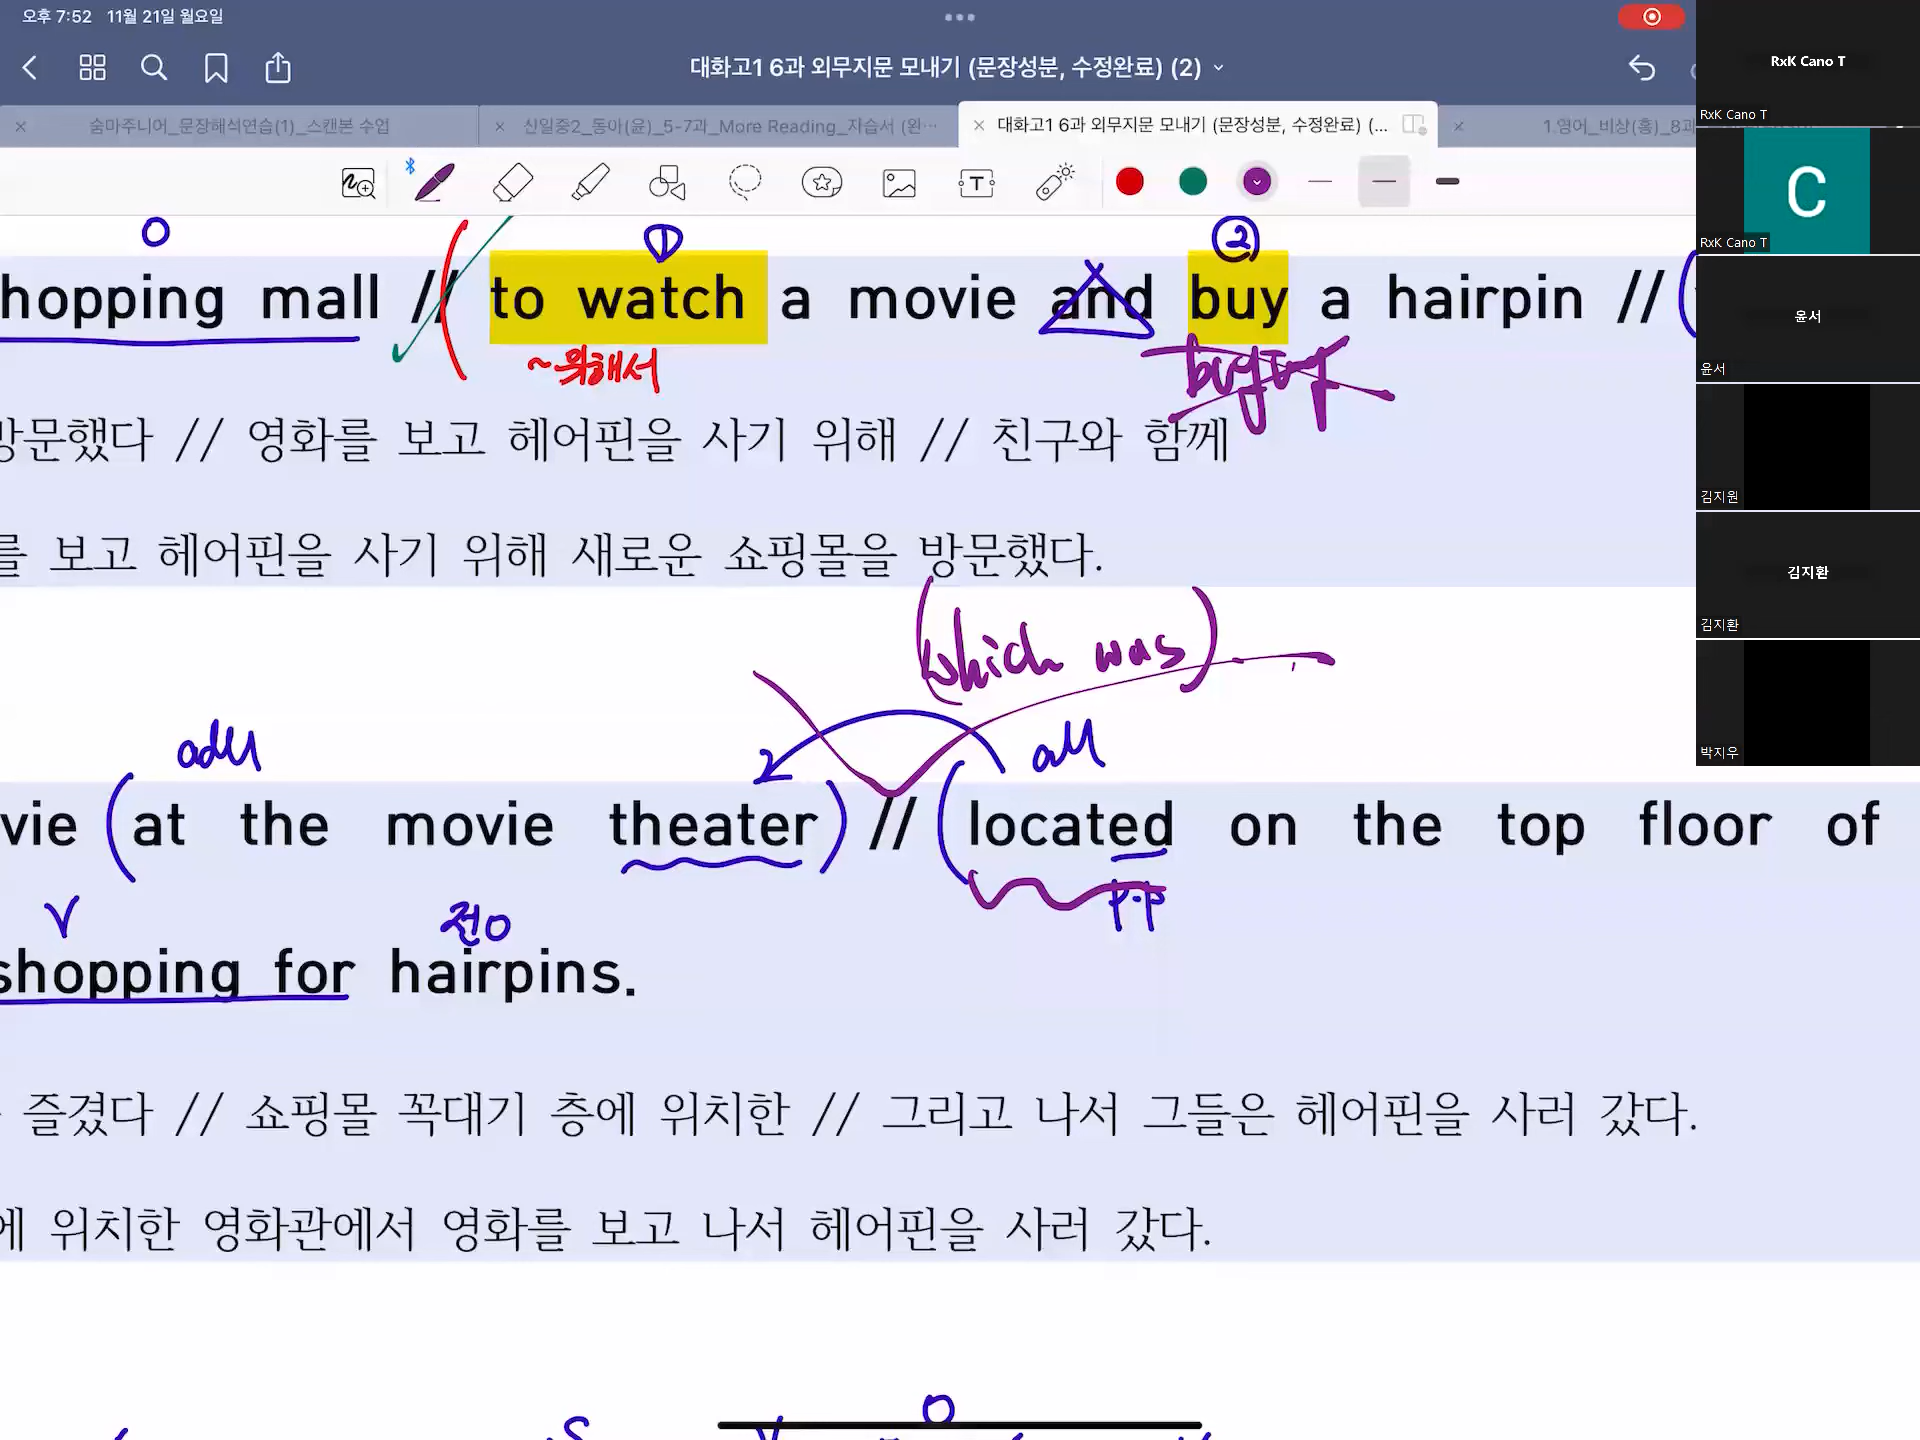 오후 7:52 11월 21일 월요일
대화고1 6과 외무지문 모내기 (문장성분, 수정완료) (2)
숨마주니어_문장해석연습(1)_스캔본 수업
신일중2_동아(윤)_5-7과_More Reading_자습서 (완…
대화고1 6과 외무지문 모내기 (문장성분, 수정완료) (...
1.영어_비상(홍)_8과
O ① ②
hopping mall // to watch a movie and buy a hairpin //
~위해서 buying
방문했다 // 영화를 보고 헤어핀을 사기 위해 // 친구와 함께
를 보고 헤어핀을 사기 위해 새로운 쇼핑몰을 방문했다.
(which was)
vie (at the movie theater) // (located on the top floor of
p.p
V 전O
shopping for hairpins.
즐겼다 // 쇼핑몰 꼭대기 층에 위치한 // 그리고 나서 그들은 헤어핀을 사러 갔다.
에 위치한 영화관에서 영화를 보고 나서 헤어핀을 사러 갔다.
S V O
RxK Cano T
RxK Cano T
C
RxK Cano T
윤서
윤서
김지원
김지환
김지환
박지우